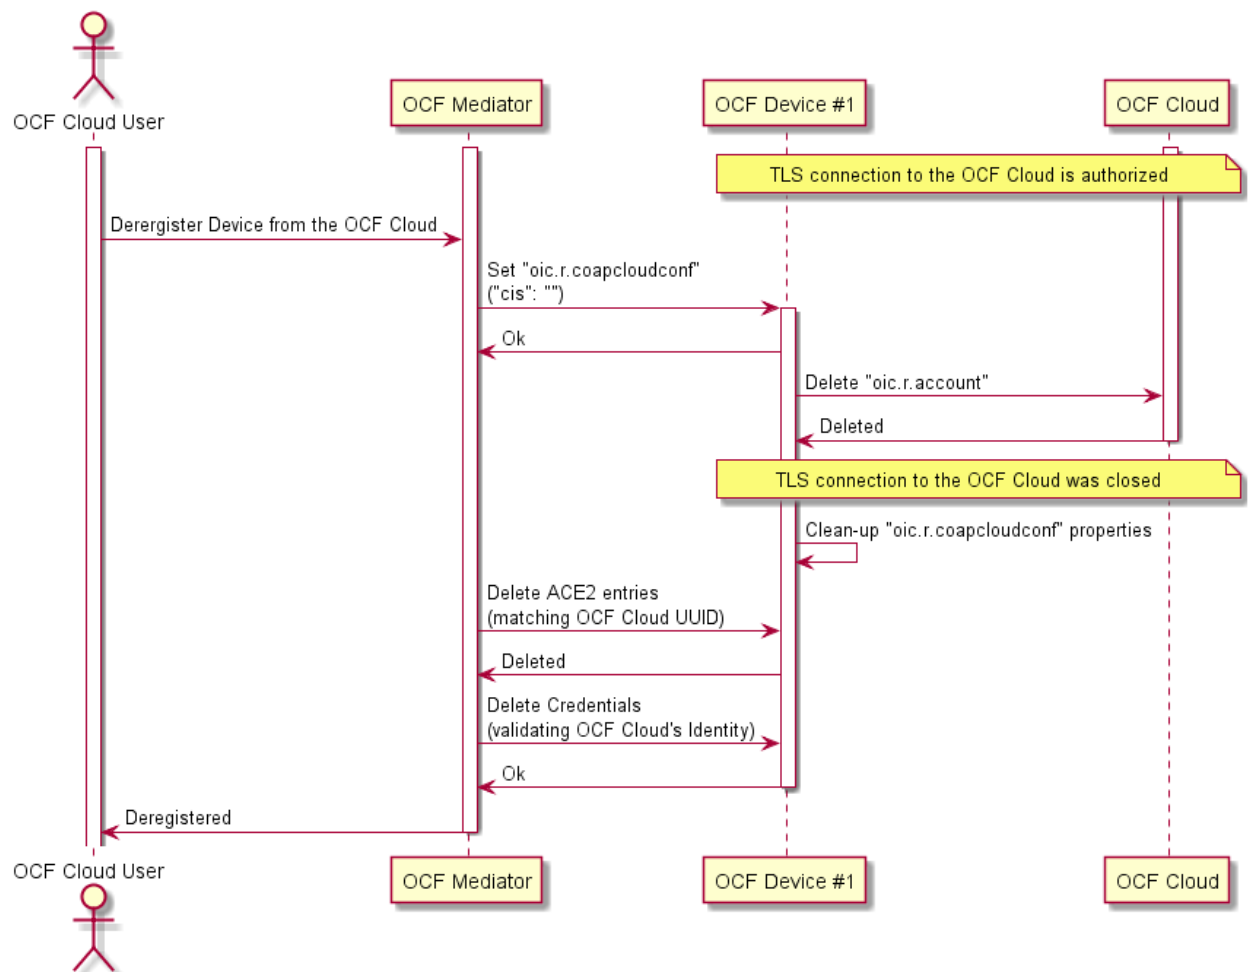 OCF Cloud User
OCF Mediator
OCF Device #1
OCF Cloud
TLS connection to the OCF Cloud is authorized
Derergister Device from the OCF Cloud
Set "oic.r.coapcloudconf"
("cis": "")
Ok
Delete "oic.r.account"
Deleted
TLS connection to the OCF Cloud was closed
Clean-up "oic.r.coapcloudconf" properties
Delete ACE2 entries
(matching OCF Cloud UUID)
Deleted
Delete Credentials
(validating OCF Cloud's Identity)
Ok
Deregistered
OCF Cloud User
OCF Mediator
OCF Device #1
OCF Cloud